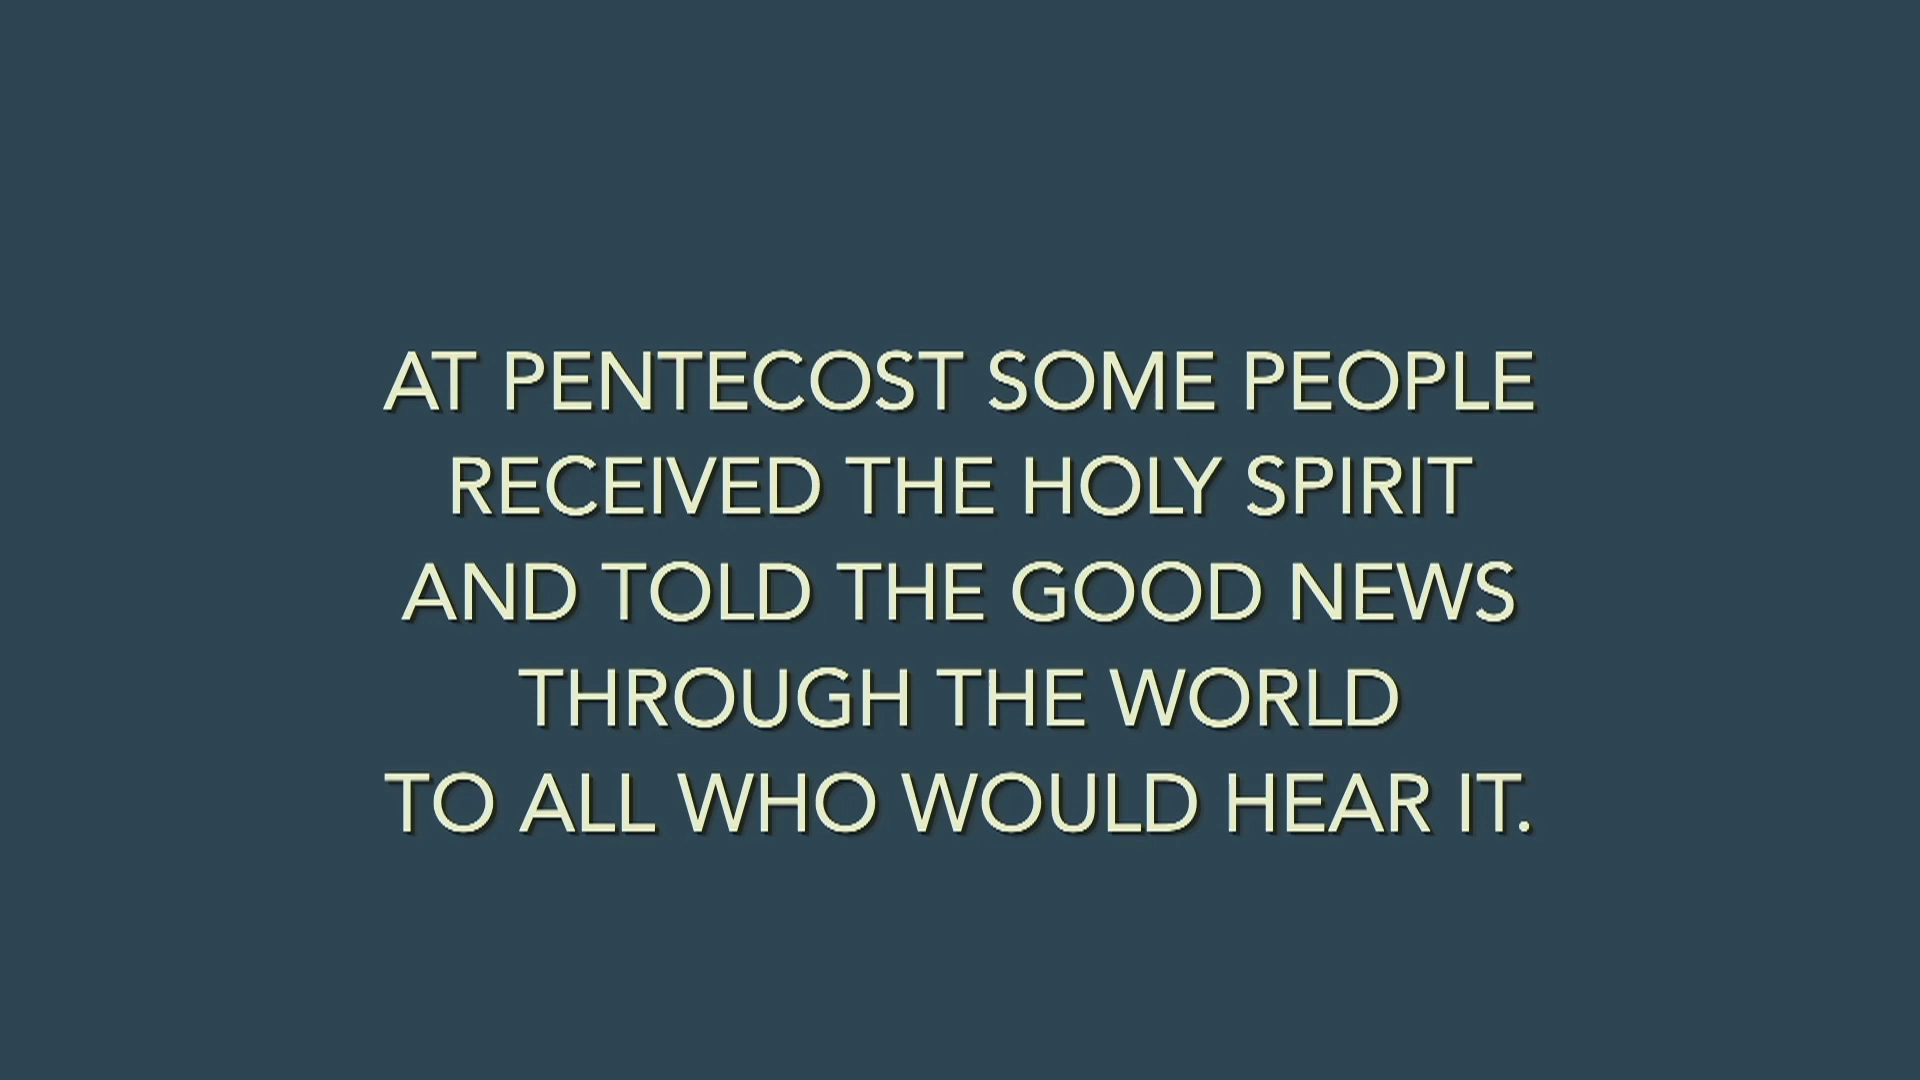 AT PENTECOST SOME PEOPLE
RECEIVED THE HOLY SPIRIT
AND TOLD THE GOOD NEWS
THROUGH THE WORLD
TO ALL WHO WOULD HEAR IT.